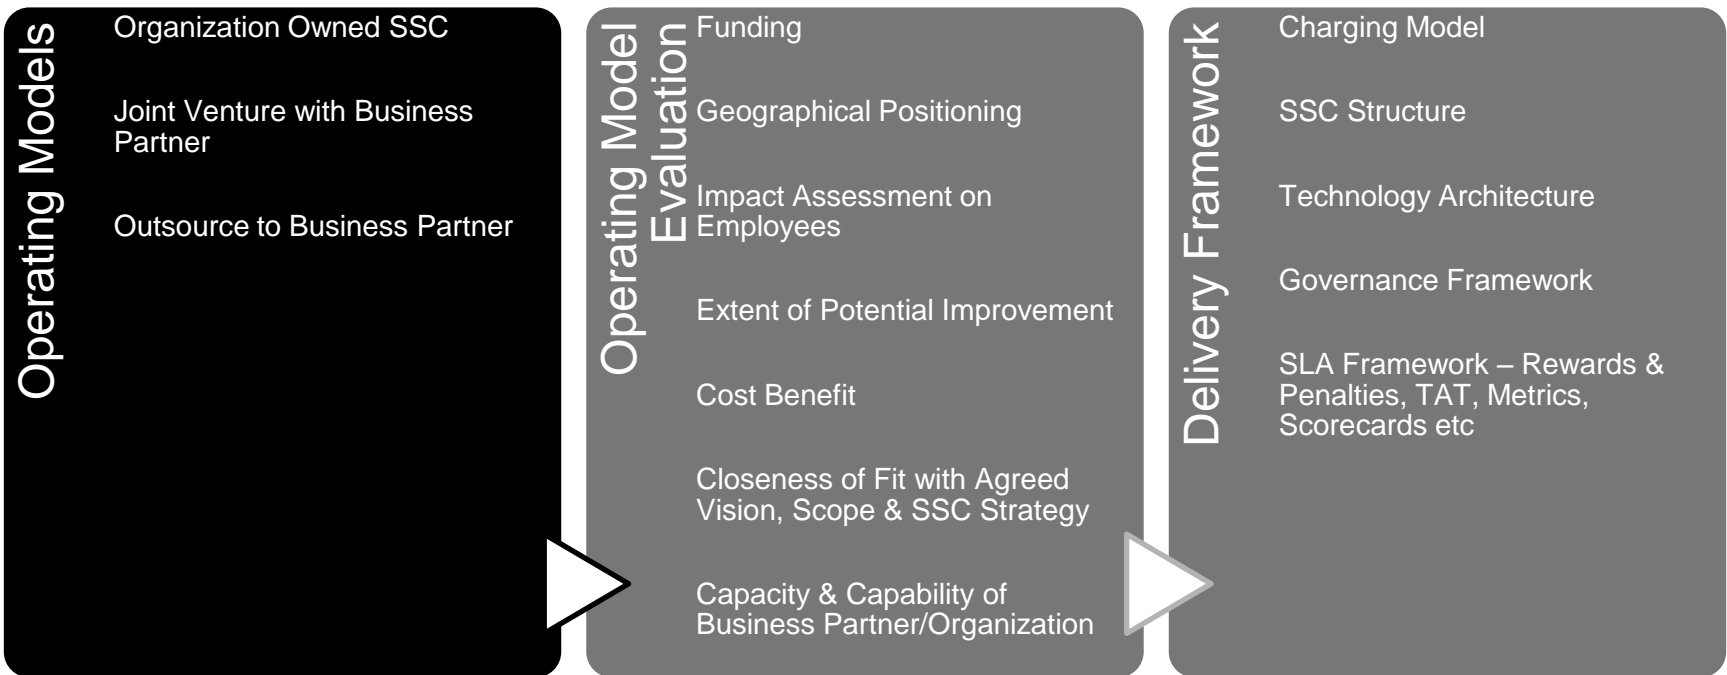 Operating Models
Organization Owned SSC
Joint Venture with Business
Partner
Outsource to Business Partner
Operating Model
Evaluation
Funding
Geographical Positioning
Impact Assessment on
Employees
Extent of Potential Improvement
Cost Benefit
Closeness of Fit with Agreed
Vision, Scope & SSC Strategy
Capacity & Capability of
Business Partner/Organization
Delivery Framework
Charging Model
SSC Structure
Technology Architecture
Governance Framework
SLA Framework – Rewards &
Penalties, TAT, Metrics,
Scorecards etc